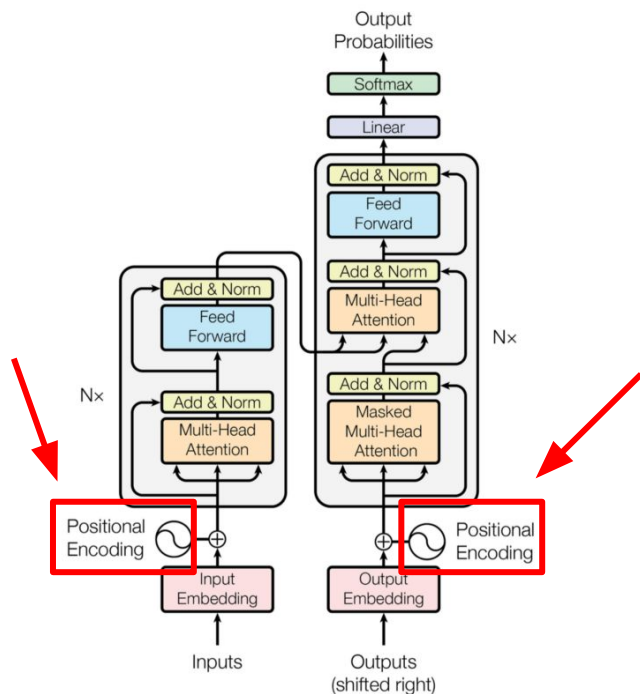 Output
Probabilities
Softmax
Linear
Add & Norm
Feed
Forward
Add & Norm
Multi-Head
Attention
Nx
Add & Norm
Masked
Multi-Head
Attention
Add & Norm
Feed
Forward
Nx
Add & Norm
Multi-Head
Attention
Positional
Encoding
Positional
Encoding
Input
Embedding
Output
Embedding
Inputs
Outputs
(shifted right)